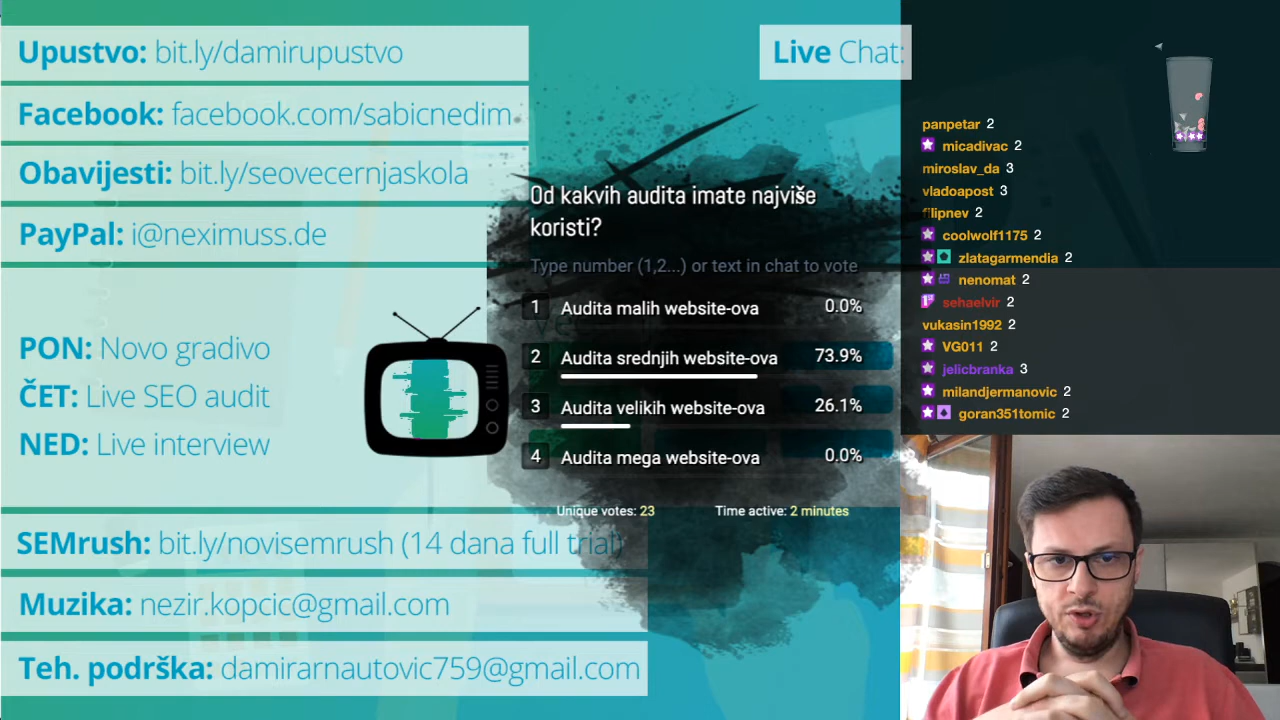 Upustvo: bit.ly/damirupustvo
Facebook: facebook.com/sabicnedim
Obavijesti: bit.ly/seovecernjaskola
PayPal: i@neximuss.de
PON: Novo gradivo
ČET: Live SEO audit
NED: Live interview
SEMrush: bit.ly/novisemrush (14 dana full trial)
Muzika: nezir.kopcic@gmail.com
Teh. podrška: damirarnautovic759@gmail.com
Od kakvih audita imate najviše
koristi?
Type number (1,2...) or text in chat to vote
1 Audita malih website-ova 0.0%
2 Audita srednjih website-ova 73.9%
3 Audita velikih website-ova 26.1%
4 Audita mega website-ova 0.0%
Unique votes: 23 Time active: 2 minutes
Live Chat:
panpetar 2
micadivac 2
miroslav_da 3
vladoapost 3
filipnev 2
coolwolf1175 2
zlatagarmendia 2
nenomat 2
sehaelvir 2
vukasin1992 2
VG011 2
jelicbranka 3
milandjermanovic 2
goran351tomic 2